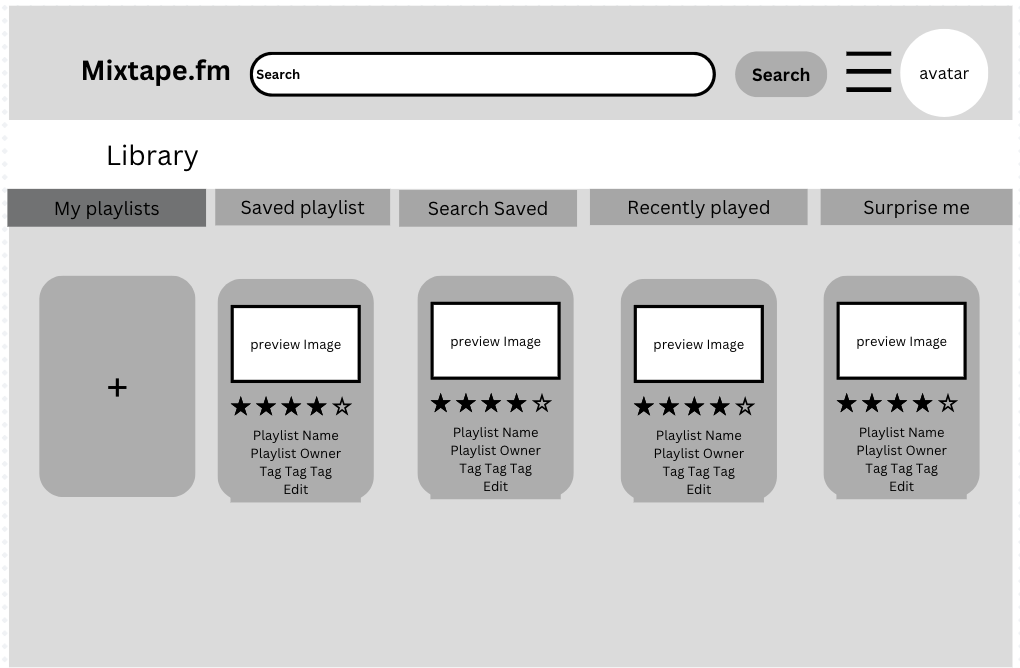 Mixtape.fm
Search
Search
avatar
Library
My playlists
Saved playlist
Search Saved
Recently played
Surprise me
+
preview Image
Playlist Name
Playlist Owner
Tag Tag Tag
Edit
preview Image
Playlist Name
Playlist Owner
Tag Tag Tag
Edit
preview Image
Playlist Name
Playlist Owner
Tag Tag Tag
Edit
preview Image
Playlist Name
Playlist Owner
Tag Tag Tag
Edit